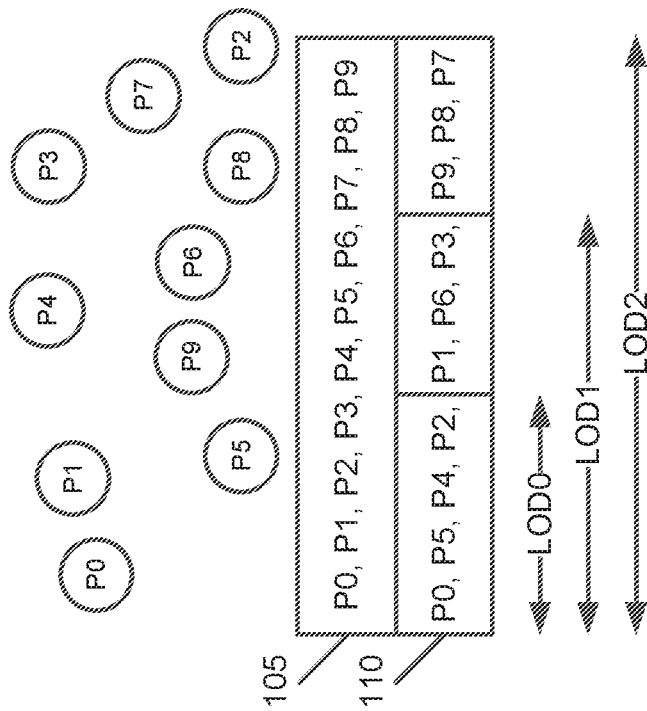 P4
P3
P1
P0
P7
P9
P6
P5
P8
P2
105
P0, P1, P2, P3, P4, P5, P6, P7, P8, P9
110
P0, P5, P4, P2,
P1, P6, P3,
P9, P8, P7
LOD0
LOD1
LOD2